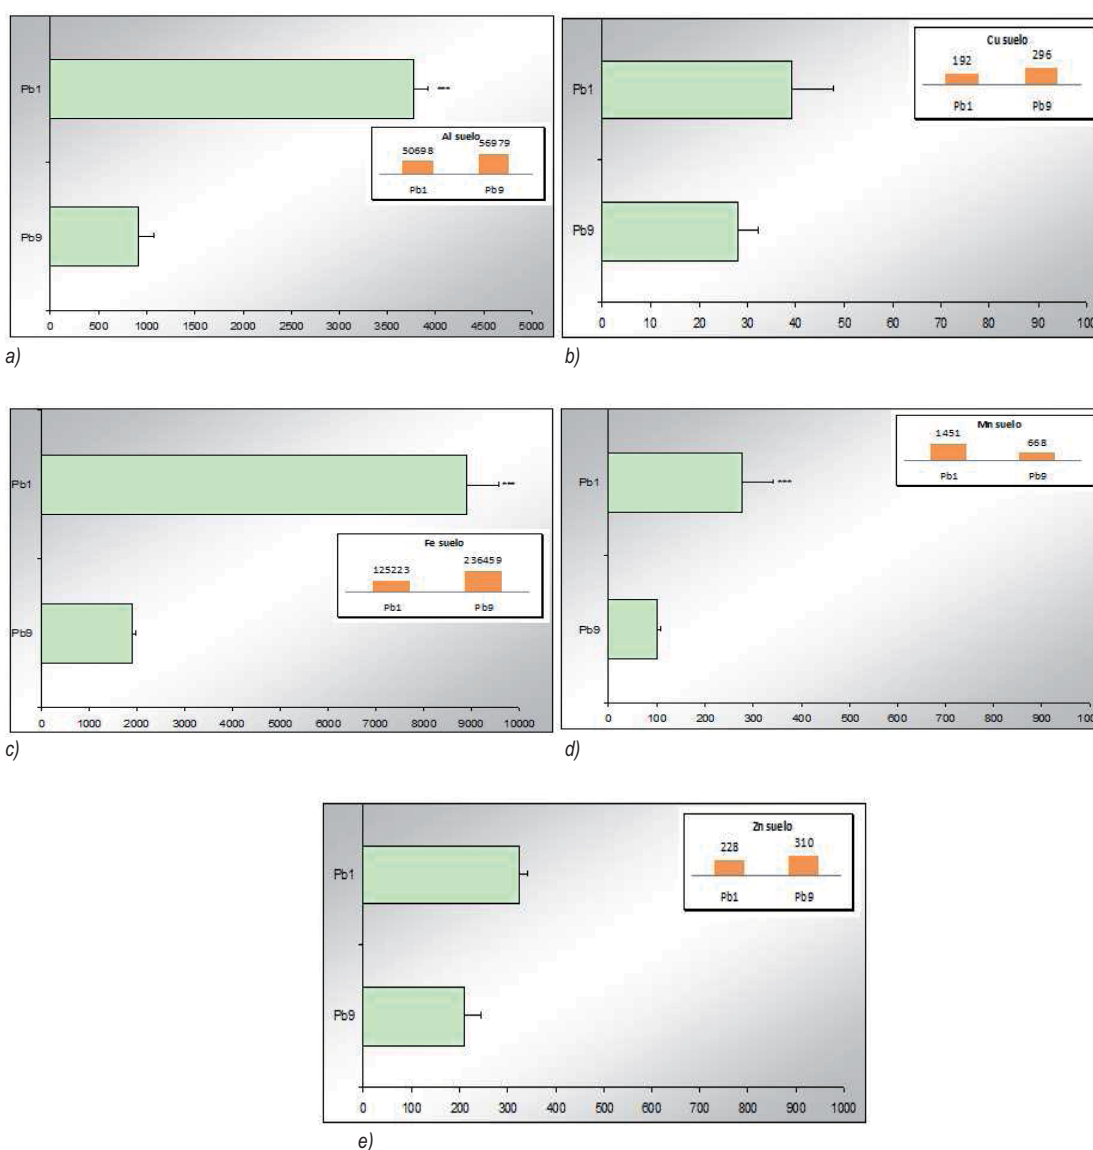 Pb1
---
Al suelo
50698 56979
Pb1 Pb9
Pb9
0 500 1000 1500 2000 2500 3000 3500 4000 4500 5000
a)
Cu suelo
192 296
Pb1 Pb9
Pb1
Pb9
0 10 20 30 40 50 60 70 80 90 100
b)
Pb1
---
Fe suelo
125223 236459
Pb1 Pb9
Pb9
0 1000 2000 3000 4000 5000 6000 7000 8000 9000 10000
c)
Mn suelo
1451 668
Pb1 Pb9
Pb1
---
Pb9
0 100 200 300 400 500 600 700 800 900
d)
Zn suelo
228 310
Pb1 Pb9
Pb1
Pb9
0 100 200 300 400 500 600 700 800 900 1000
e)